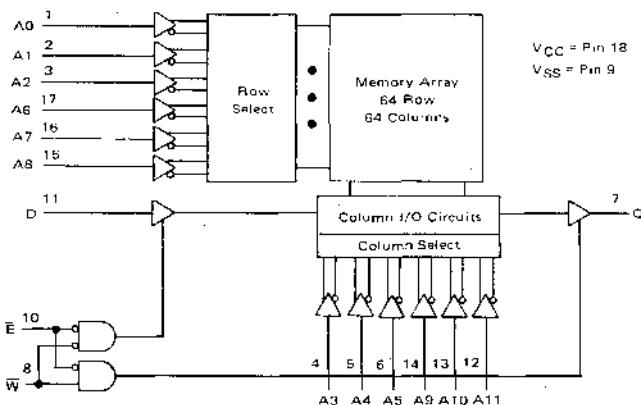 A0 1
A1 2
A2 3
A6 17
A7 16
A8 15
Row
Select
Memory Array
64 Row
64 Columns
VCC = Pin 18
VSS = Pin 9
D 11
Column I/O Circuits
Column Select
7 Q
E 10
W 8
4 5 6 14 13 12
A3 A4 A5 A9 A10 A11